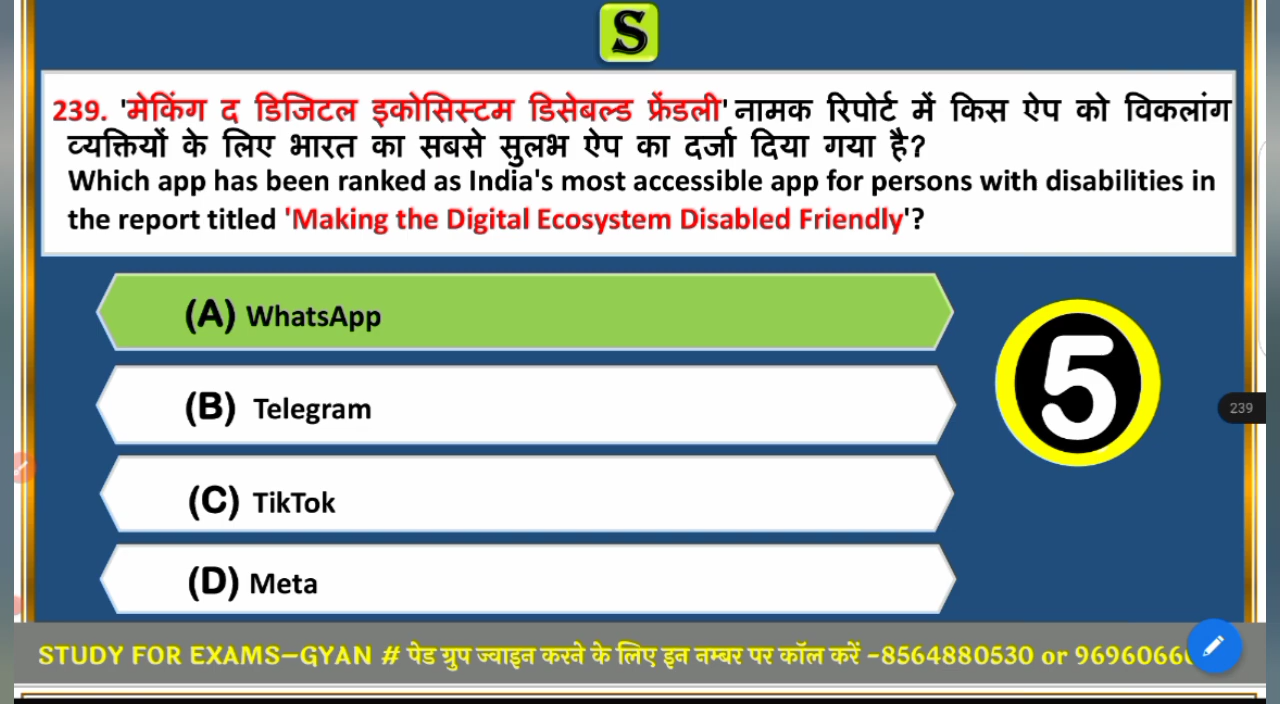 S
239. 'मेकिंग द डिजिटल इकोसिस्टम डिसेबल्ड फ्रेंडली' नामक रिपोर्ट में किस ऐप को विकलांग
व्यक्तियों के लिए भारत का सबसे सुलभ ऐप का दर्जा दिया गया है?
Which app has been ranked as India's most accessible app for persons with disabilities in
the report titled 'Making the Digital Ecosystem Disabled Friendly'?
(A) WhatsApp
(B) Telegram
5
239
(C) TikTok
(D) Meta
STUDY FOR EXAMS–GYAN # पेड ग्रुप ज्वाइन करने के लिए इन नम्बर पर कॉल करें -8564880530 or